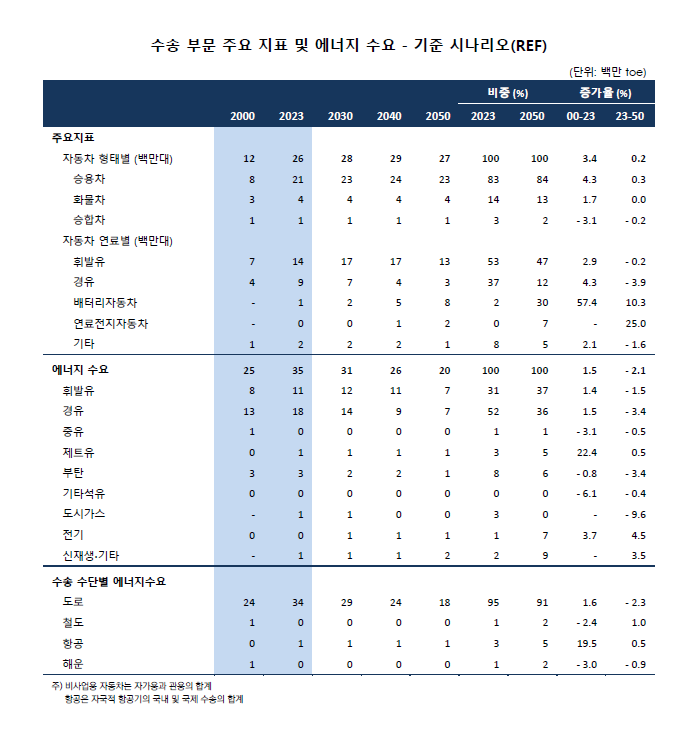 수송 부문 주요 지표 및 에너지 수요 - 기준 시나리오(REF)
(단위: 백만 toe)
비중 (%) 증가율 (%)
2000 2023 2030 2040 2050 2023 2050 00-23 23-50
주요지표
자동차 형태별 (백만대) 12 26 28 29 27 100 100 3.4 0.2
승용차 8 21 23 24 23 83 84 4.3 0.3
화물차 3 4 4 4 4 14 13 1.7 0.0
승합차 1 1 1 1 1 3 2 - 3.1 - 0.2
자동차 연료별 (백만대)
휘발유 7 14 17 17 13 53 47 2.9 - 0.2
경유 4 9 7 4 3 37 12 4.3 - 3.9
배터리자동차 - 1 2 5 8 2 30 57.4 10.3
연료전지자동차 - 0 0 1 2 0 7 - 25.0
기타 1 2 2 2 1 8 5 2.1 - 1.6
에너지 수요 25 35 31 26 20 100 100 1.5 - 2.1
휘발유 8 11 12 11 7 31 37 1.4 - 1.5
경유 13 18 14 9 7 52 36 1.5 - 3.4
중유 1 0 0 0 0 1 1 - 3.1 - 0.5
제트유 0 1 1 1 1 3 5 22.4 0.5
부탄 3 3 2 2 1 8 6 - 0.8 - 3.4
기타석유 0 0 0 0 0 0 0 - 6.1 - 0.4
도시가스 - 1 1 0 0 3 0 - - 9.6
전기 0 0 1 1 1 1 7 3.7 4.5
신재생·기타 - 1 1 1 2 2 9 - 3.5
수송 수단별 에너지수요
도로 24 34 29 24 18 95 91 1.6 - 2.3
철도 1 0 0 0 0 1 2 - 2.4 1.0
항공 0 1 1 1 1 3 5 19.5 0.5
해운 1 0 0 0 0 1 2 - 3.0 - 0.9
주) 비사업용 자동차는 자가용과 관용의 합계
항공은 자국적 항공기의 국내 및 국제 수송의 합계